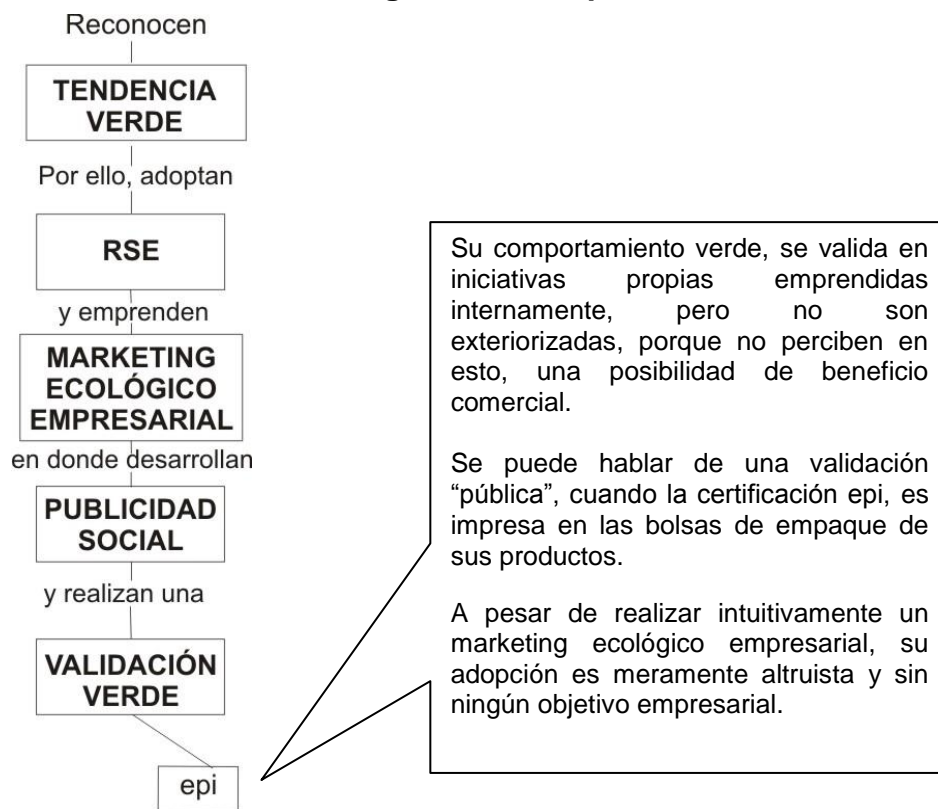 Reconocen
TENDENCIA
VERDE
Por ello, adoptan
RSE
y emprenden
MARKETING
ECOLÓGICO
EMPRESARIAL
en donde desarrollan
PUBLICIDAD
SOCIAL
y realizan una
VALIDACIÓN
VERDE
epi
Su comportamiento verde, se valida en
iniciativas propias emprendidas
internamente, pero no son
exteriorizadas, porque no perciben en
esto, una posibilidad de beneficio
comercial.
Se puede hablar de una validación
“pública”, cuando la certificación epi, es
impresa en las bolsas de empaque de
sus productos.
A pesar de realizar intuitivamente un
marketing ecológico empresarial, su
adopción es meramente altruista y sin
ningún objetivo empresarial.